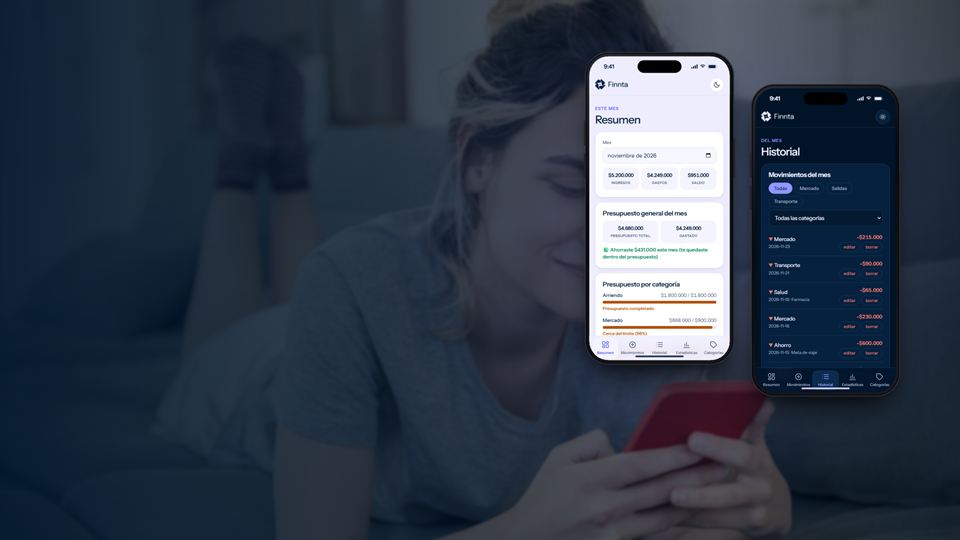 9:41
Finnta
ESTE MES
Resumen
Mes
noviembre de 2026
$5.200.000 $4.249.000 $951.000
INGRESOS GASTOS SALDO
Presupuesto general del mes
$4.680.000 $4.249.000
PRESUPUESTO TOTAL GASTADO
Ahorraste $431.000 este mes (te quedaste
dentro del presupuesto)
Presupuesto por categoría
Arriendo $1.800.000 / $1.800.000
Presupuesto completado
Mercado $868.000 / $900.000
Cerca del límite (96%)
Resumen Movimientos Historial Estadísticas Categorías
9:41
Finnta
DEL MES
Historial
Movimientos del mes
Todas Mercado Salidas
Transporte
Todas las categorías
▼ Mercado -$215.000
2026-11-23 editar borrar
▼ Transporte -$90.000
2026-11-21 editar borrar
▼ Salud -$65.000
2026-11-18 · Farmacia editar borrar
▼ Mercado -$230.000
2026-11-16 editar borrar
▼ Ahorro -$600.000
2026-11-15 · Meta de viaje editar borrar
Resumen Movimientos Historial Estadísticas Categorías